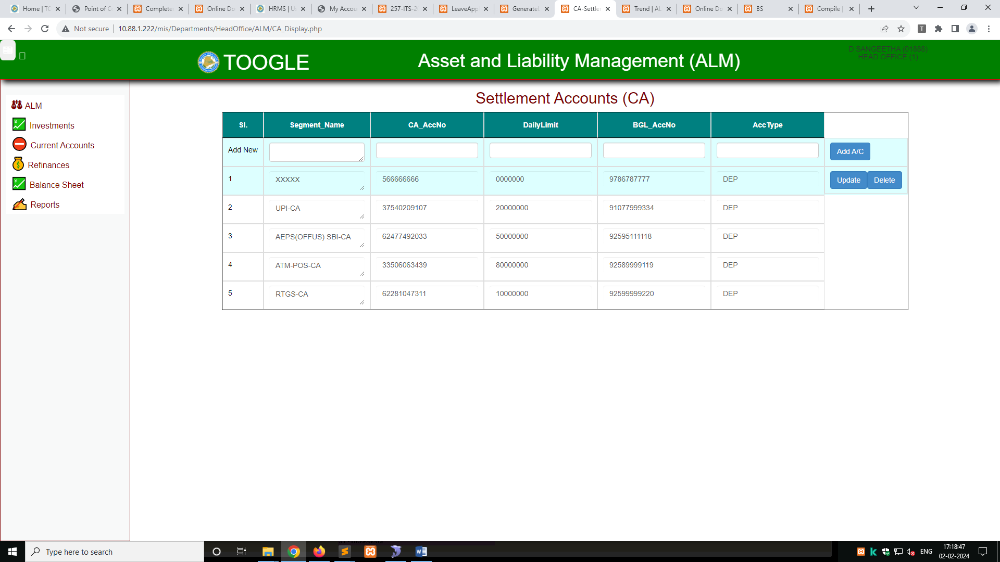 Home | TC
Point of C
Complete
Online Do
HRMS | U
My Accou
257-ITS-2
LeaveApp
Generate
CA-Settler
Trend | AL
Online Do
BS
Compile |
Not secure
10.88.1.222/mis/Departments/HeadOffice/ALM/CA_Display.php
T
TOOGLE
Asset and Liability Management (ALM)
D SANGEETHA (01888)
HEAD OFFICE (1)
ALM
Investments
Current Accounts
Refinances
Balance Sheet
Reports
Settlement Accounts (CA)
Sl. Segment_Name CA_AccNo DailyLimit BGL_AccNo AccType
Add New Add A/C
1 XXXXX 566666666 0000000 9786787777 DEP Update Delete
2 UPI-CA 37540209107 20000000 91077999334 DEP
3 AEPS(OFFUS) SBI-CA 62477492033 50000000 92595111118 DEP
4 ATM-POS-CA 33506063439 80000000 92589999119 DEP
5 RTGS-CA 62281047311 10000000 92599999220 DEP
Type here to search
ENG
17:18:47
02-02-2024